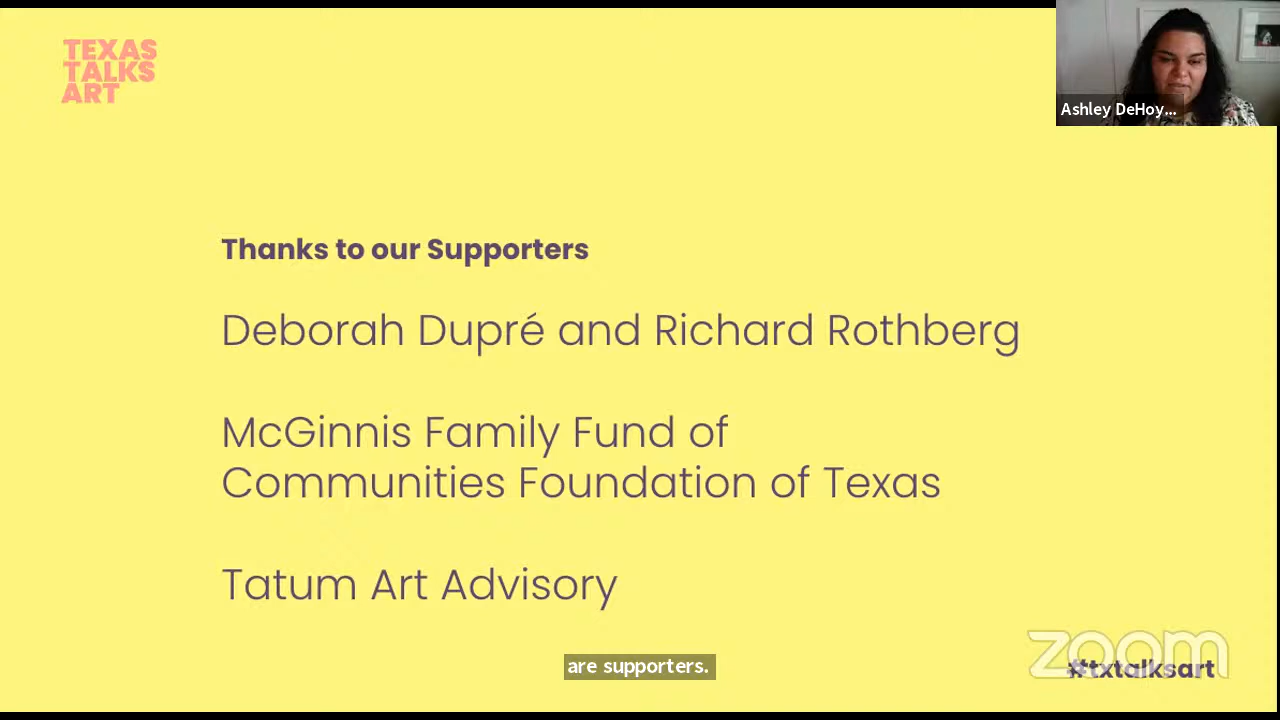 TEXAS
TALKS
ART
Ashley DeHoy...
Thanks to our Supporters
Deborah Dupré and Richard Rothberg
McGinnis Family Fund of
Communities Foundation of Texas
Tatum Art Advisory
are supporters.
zoom
#txtalksart